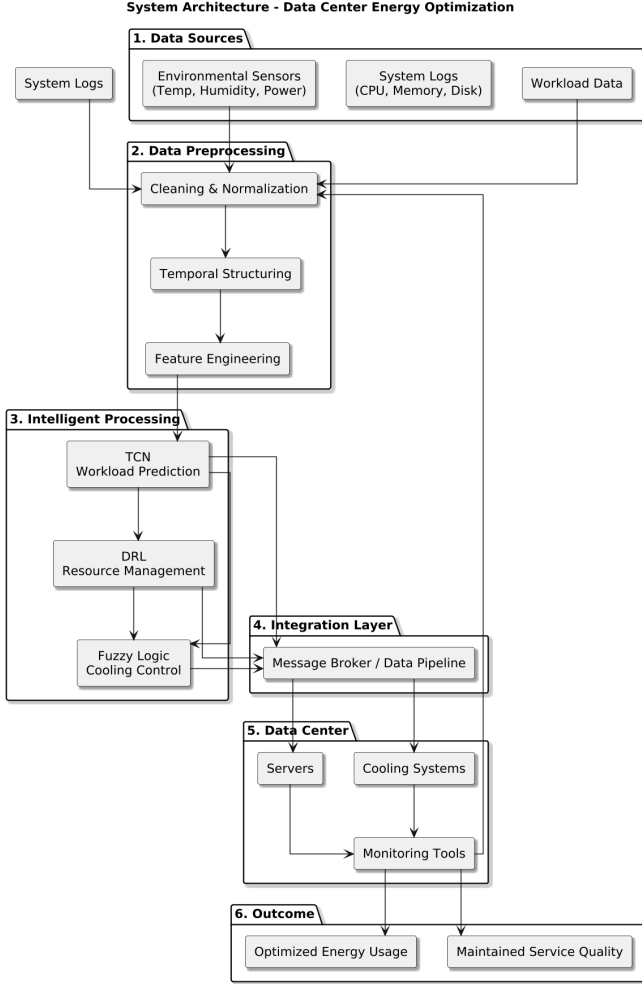 System Architecture - Data Center Energy Optimization
1. Data Sources
System Logs
Environmental Sensors
(Temp, Humidity, Power)
System Logs
(CPU, Memory, Disk)
Workload Data
2. Data Preprocessing
Cleaning & Normalization
Temporal Structuring
Feature Engineering
3. Intelligent Processing
TCN
Workload Prediction
DRL
Resource Management
Fuzzy Logic
Cooling Control
4. Integration Layer
Message Broker / Data Pipeline
5. Data Center
Servers
Cooling Systems
Monitoring Tools
6. Outcome
Optimized Energy Usage
Maintained Service Quality